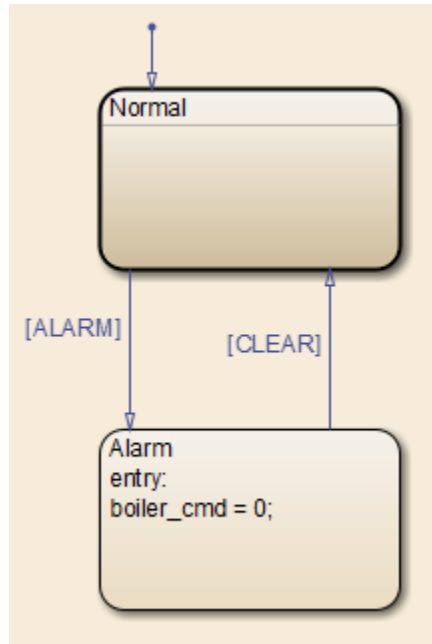 Normal
[ALARM]
[CLEAR]
Alarm
entry:
boiler_cmd = 0;